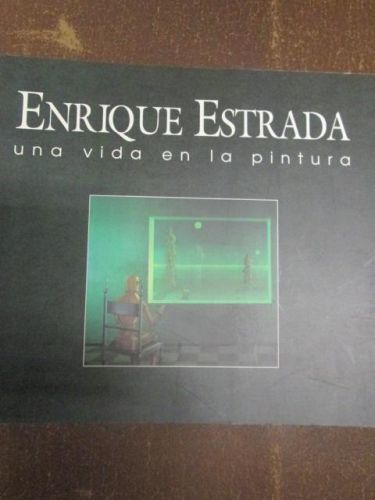 ENRIQUE ESTRADA
una vida en la pintura